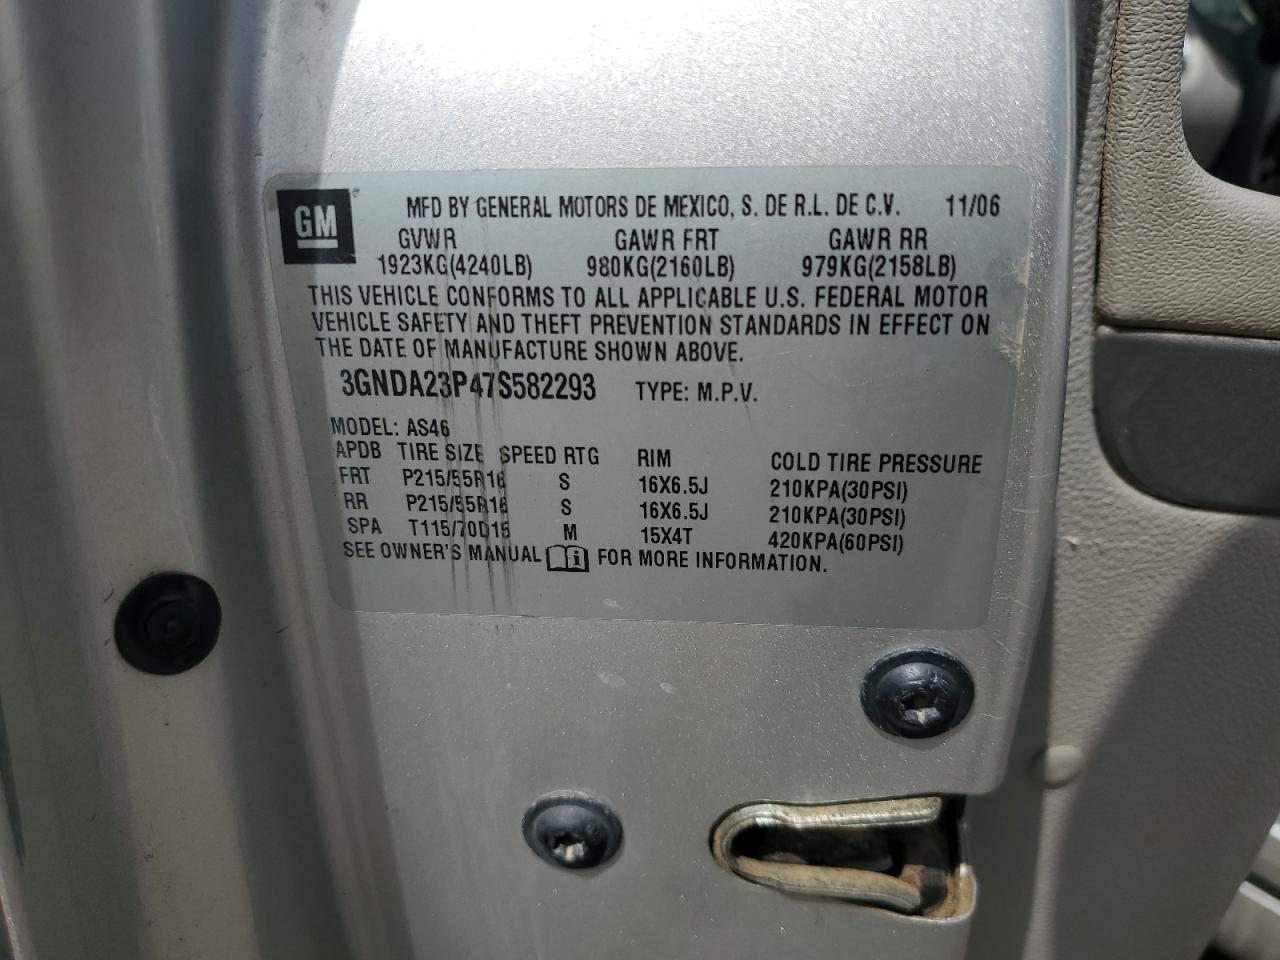 GM
MFD BY GENERAL MOTORS DE MEXICO, S. DE R.L. DE C.V. 11/06
GVWR GAWR FRT GAWR RR
1923KG(4240LB) 980KG(2160LB) 979KG(2158LB)
THIS VEHICLE CONFORMS TO ALL APPLICABLE U.S. FEDERAL MOTOR
VEHICLE SAFETY AND THEFT PREVENTION STANDARDS IN EFFECT ON
THE DATE OF MANUFACTURE SHOWN ABOVE.
3GNDA23P47S582293 TYPE: M.P.V.
MODEL: AS46
APDB TIRE SIZE SPEED RTG RIM COLD TIRE PRESSURE
FRT P215/55R16 S 16X6.5J 210KPA(30PSI)
RR P215/55R16 S 16X6.5J 210KPA(30PSI)
SPA T115/70D15 M 15X4T 420KPA(60PSI)
SEE OWNER'S MANUAL FOR MORE INFORMATION.